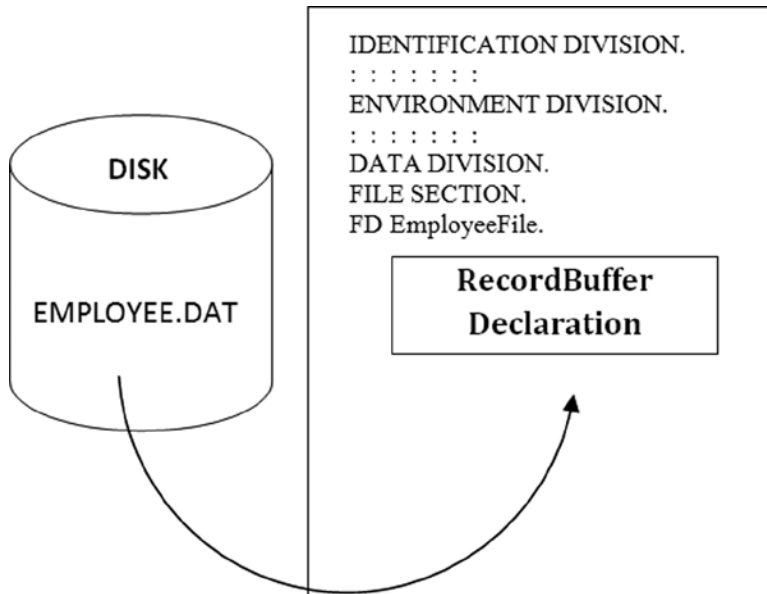 DISK
EMPLOYEE.DAT
IDENTIFICATION DIVISION.
: : : : : : :
ENVIRONMENT DIVISION.
: : : : : : :
DATA DIVISION.
FILE SECTION.
FD EmployeeFile.
RecordBuffer
Declaration